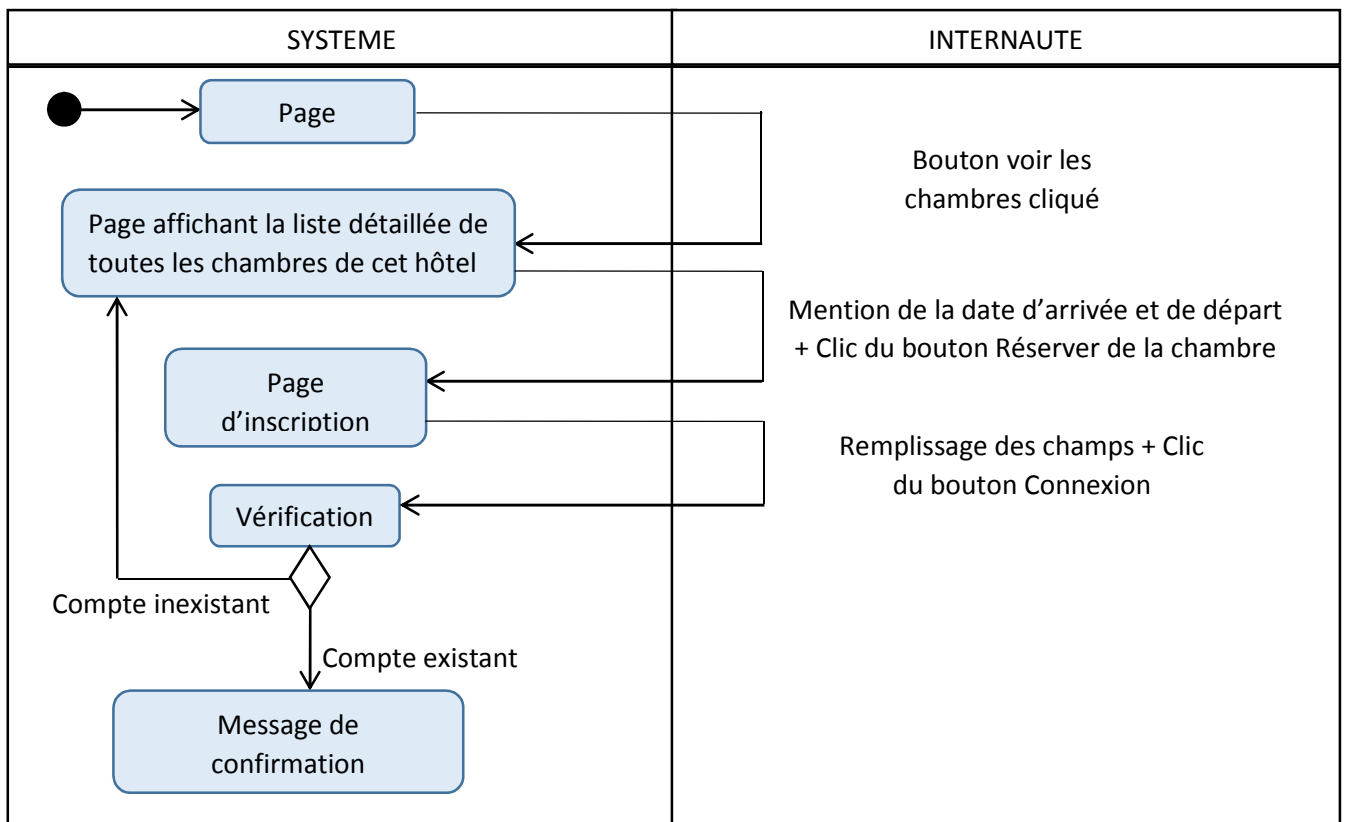 SYSTEME
INTERNAUTE
Page
Bouton voir les
chambres cliqué
Page affichant la liste détaillée de
toutes les chambres de cet hôtel
Mention de la date d’arrivée et de départ
+ Clic du bouton Réserver de la chambre
Page
d’inscription
Remplissage des champs + Clic
du bouton Connexion
Vérification
Compte inexistant
Compte existant
Message de
confirmation